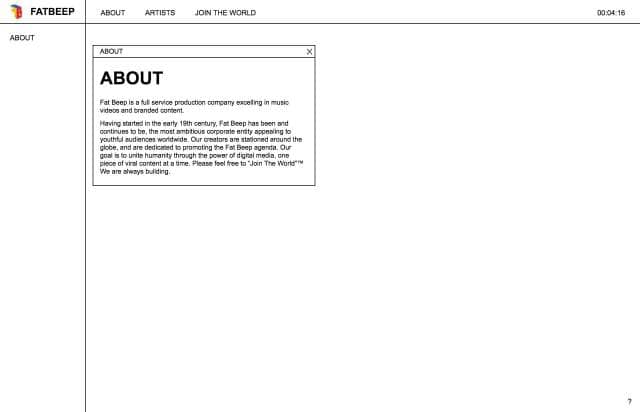 FATBEEP
ABOUT
ARTISTS
JOIN THE WORLD
00:04:16
ABOUT
ABOUT
X
ABOUT
Fat Beep is a full service production company excelling in music
videos and branded content.
Having started in the early 19th century, Fat Beep has been and
continues to be, the most ambitious corporate entity appealing to
youthful audiences worldwide. Our creators are stationed around the
globe, and are dedicated to promoting the Fat Beep agenda. Our
goal is to unite humanity through the power of digital media, one
piece of viral content at a time. Please feel free to "Join The World"™
We are always building.
?